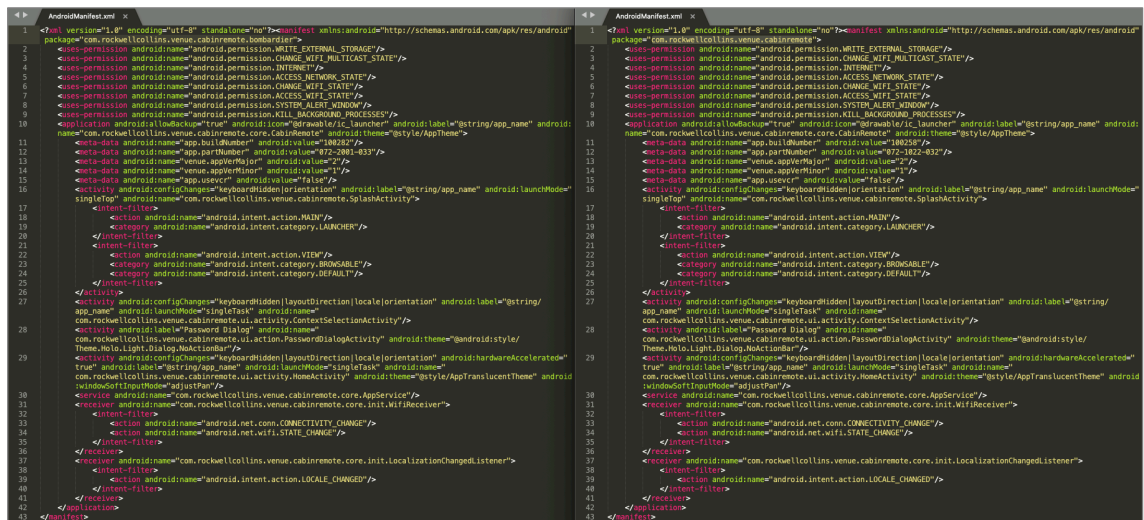 AndroidManifest.xml ×
1 <?xml version="1.0" encoding="utf-8" standalone="no"?><manifest xmlns:android="http://schemas.android.com/apk/res/android"
package="com.rockwellcollins.venue.cabinremote.bombardier">
2 <uses-permission android:name="android.permission.WRITE_EXTERNAL_STORAGE"/>
3 <uses-permission android:name="android.permission.CHANGE_WIFI_MULTICAST_STATE"/>
4 <uses-permission android:name="android.permission.INTERNET"/>
5 <uses-permission android:name="android.permission.ACCESS_NETWORK_STATE"/>
6 <uses-permission android:name="android.permission.CHANGE_WIFI_STATE"/>
7 <uses-permission android:name="android.permission.ACCESS_WIFI_STATE"/>
8 <uses-permission android:name="android.permission.SYSTEM_ALERT_WINDOW"/>
9 <uses-permission android:name="android.permission.KILL_BACKGROUND_PROCESSES"/>
10 <application android:allowBackup="true" android:icon="@drawable/ic_launcher" android:label="@string/app_name" android:
name="com.rockwellcollins.venue.cabinremote.core.CabinRemote" android:theme="@style/AppTheme">
11 <meta-data android:name="app.buildNumber" android:value="100282"/>
12 <meta-data android:name="app.partNumber" android:value="072-2001-033"/>
13 <meta-data android:name="venue.appVerMajor" android:value="2"/>
14 <meta-data android:name="venue.appVerMinor" android:value="1"/>
15 <meta-data android:name="app.usevcr" android:value="false"/>
16 <activity android:configChanges="keyboardHidden|orientation" android:label="@string/app_name" android:launchMode="
singleTop" android:name="com.rockwellcollins.venue.cabinremote.SplashActivity">
17 <intent-filter>
18 <action android:name="android.intent.action.MAIN"/>
19 <category android:name="android.intent.category.LAUNCHER"/>
20 </intent-filter>
21 <intent-filter>
22 <action android:name="android.intent.action.VIEW"/>
23 <category android:name="android.intent.category.BROWSABLE"/>
24 <category android:name="android.intent.category.DEFAULT"/>
25 </intent-filter>
26 </activity>
27 <activity android:configChanges="keyboardHidden|layoutDirection|locale|orientation" android:label="@string/
app_name" android:launchMode="singleTask" android:name="
com.rockwellcollins.venue.cabinremote.ui.activity.ContextSelectionActivity"/>
28 <activity android:label="Password Dialog" android:name="
com.rockwellcollins.venue.cabinremote.ui.activity.PasswordDialogActivity" android:theme="@android:style/
Theme.Holo.Light.Dialog.NoActionBar"/>
29 <activity android:configChanges="keyboardHidden|layoutDirection|locale|orientation" android:hardwareAccelerated="
true" android:label="@string/app_name" android:launchMode="singleTask" android:name="
com.rockwellcollins.venue.cabinremote.ui.activity.HomeActivity" android:theme="@style/AppTranslucentTheme" android
:windowSoftInputMode="adjustPan"/>
30 <service android:name="com.rockwellcollins.venue.cabinremote.core.AppService"/>
31 <receiver android:name="com.rockwellcollins.venue.cabinremote.core.init.WifiReceiver">
32 <intent-filter>
33 <action android:name="android.net.conn.CONNECTIVITY_CHANGE"/>
34 <action android:name="android.net.wifi.STATE_CHANGE"/>
35 </intent-filter>
36 </receiver>
37 <receiver android:name="com.rockwellcollins.venue.cabinremote.core.init.LocalizationChangedListener">
38 <intent-filter>
39 <action android:name="android.intent.action.LOCALE_CHANGED"/>
40 </intent-filter>
41 </receiver>
42 </application>
43 </manifest>
AndroidManifest.xml ×
1 <?xml version="1.0" encoding="utf-8" standalone="no"?><manifest xmlns:android="http://schemas.android.com/apk/res/android"
package="com.rockwellcollins.venue.cabinremote">
2 <uses-permission android:name="android.permission.WRITE_EXTERNAL_STORAGE"/>
3 <uses-permission android:name="android.permission.CHANGE_WIFI_MULTICAST_STATE"/>
4 <uses-permission android:name="android.permission.INTERNET"/>
5 <uses-permission android:name="android.permission.ACCESS_NETWORK_STATE"/>
6 <uses-permission android:name="android.permission.CHANGE_WIFI_STATE"/>
7 <uses-permission android:name="android.permission.ACCESS_WIFI_STATE"/>
8 <uses-permission android:name="android.permission.SYSTEM_ALERT_WINDOW"/>
9 <uses-permission android:name="android.permission.KILL_BACKGROUND_PROCESSES"/>
10 <application android:allowBackup="true" android:icon="@drawable/ic_launcher" android:label="@string/app_name" android:
name="com.rockwellcollins.venue.cabinremote.core.CabinRemote" android:theme="@style/AppTheme">
11 <meta-data android:name="app.buildNumber" android:value="100258"/>
12 <meta-data android:name="app.partNumber" android:value="072-1022-032"/>
13 <meta-data android:name="venue.appVerMajor" android:value="2"/>
14 <meta-data android:name="venue.appVerMinor" android:value="1"/>
15 <meta-data android:name="app.usevcr" android:value="false"/>
16 <activity android:configChanges="keyboardHidden|orientation" android:label="@string/app_name" android:launchMode="
singleTop" android:name="com.rockwellcollins.venue.cabinremote.SplashActivity">
17 <intent-filter>
18 <action android:name="android.intent.action.MAIN"/>
19 <category android:name="android.intent.category.LAUNCHER"/>
20 </intent-filter>
21 <intent-filter>
22 <action android:name="android.intent.action.VIEW"/>
23 <category android:name="android.intent.category.BROWSABLE"/>
24 <category android:name="android.intent.category.DEFAULT"/>
25 </intent-filter>
26 </activity>
27 <activity android:configChanges="keyboardHidden|layoutDirection|locale|orientation" android:label="@string/
app_name" android:launchMode="singleTask" android:name="
com.rockwellcollins.venue.cabinremote.ui.activity.ContextSelectionActivity"/>
28 <activity android:label="Password Dialog" android:name="
com.rockwellcollins.venue.cabinremote.ui.activity.PasswordDialogActivity" android:theme="@android:style/
Theme.Holo.Light.Dialog.NoActionBar"/>
29 <activity android:configChanges="keyboardHidden|layoutDirection|locale|orientation" android:hardwareAccelerated="
true" android:label="@string/app_name" android:launchMode="singleTask" android:name="
com.rockwellcollins.venue.cabinremote.ui.activity.HomeActivity" android:theme="@style/AppTranslucentTheme" android
:windowSoftInputMode="adjustPan"/>
30 <service android:name="com.rockwellcollins.venue.cabinremote.core.AppService"/>
31 <receiver android:name="com.rockwellcollins.venue.cabinremote.core.init.WifiReceiver">
32 <intent-filter>
33 <action android:name="android.net.conn.CONNECTIVITY_CHANGE"/>
34 <action android:name="android.net.wifi.STATE_CHANGE"/>
35 </intent-filter>
36 </receiver>
37 <receiver android:name="com.rockwellcollins.venue.cabinremote.core.init.LocalizationChangedListener">
38 <intent-filter>
39 <action android:name="android.intent.action.LOCALE_CHANGED"/>
40 </intent-filter>
41 </receiver>
42 </application>
43 </manifest>